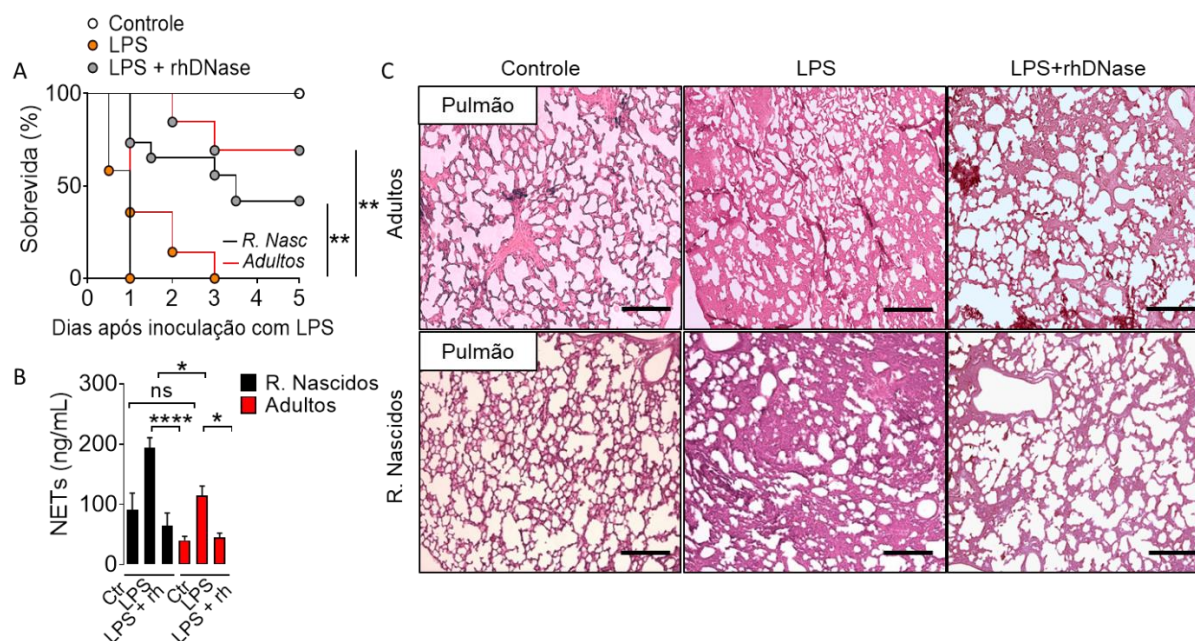 Controle
LPS
LPS + rhDNase
A
Sobrevida (%)
100
50
0
0 1 2 3 4 5
R. Nasc
Adultos
**
**
Dias após inoculação com LPS
B
NETs (ng/mL)
300
200
100
0
*
ns
**** *
R. Nascidos
Adultos
Ctr
LPS
LPS + rh
Ctr
LPS
LPS + rh
C
Controle LPS LPS+rhDNase
Adultos
Pulmão
R. Nascidos
Pulmão